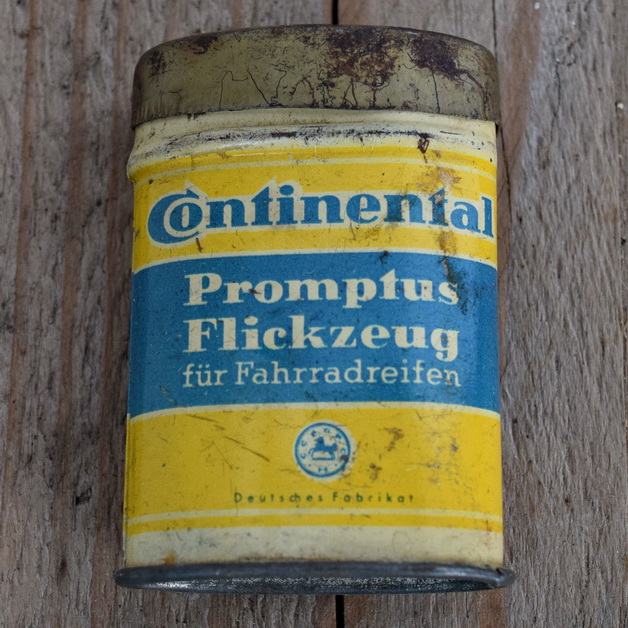 Continental
Promptus
Flickzeug
für Fahrradreifen
Deutsches Fabrikat